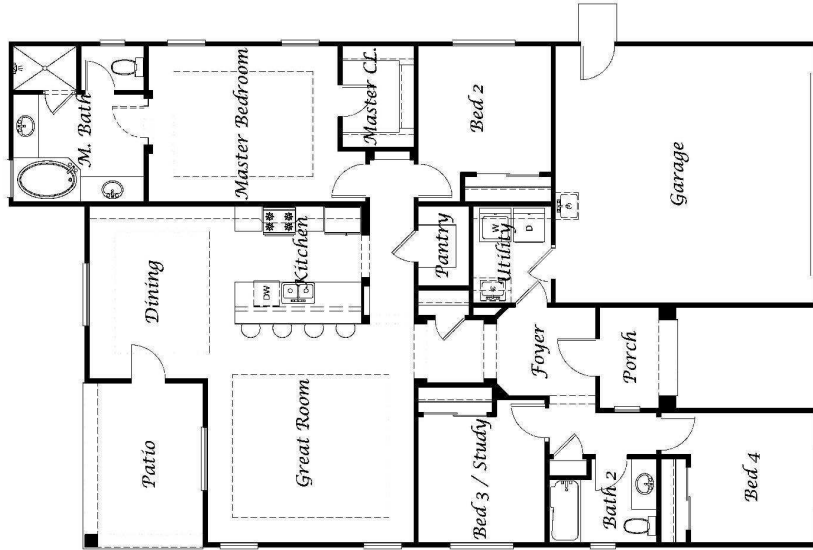 M. Bath
Master Bedroom
Master CL.
Bed 2
Garage
Dining
Kitchen
DW
Pantry
Utility
W
D
Foyer
Porch
Patio
Great Room
Bed 3 / Study
Bath 2
Bed 4